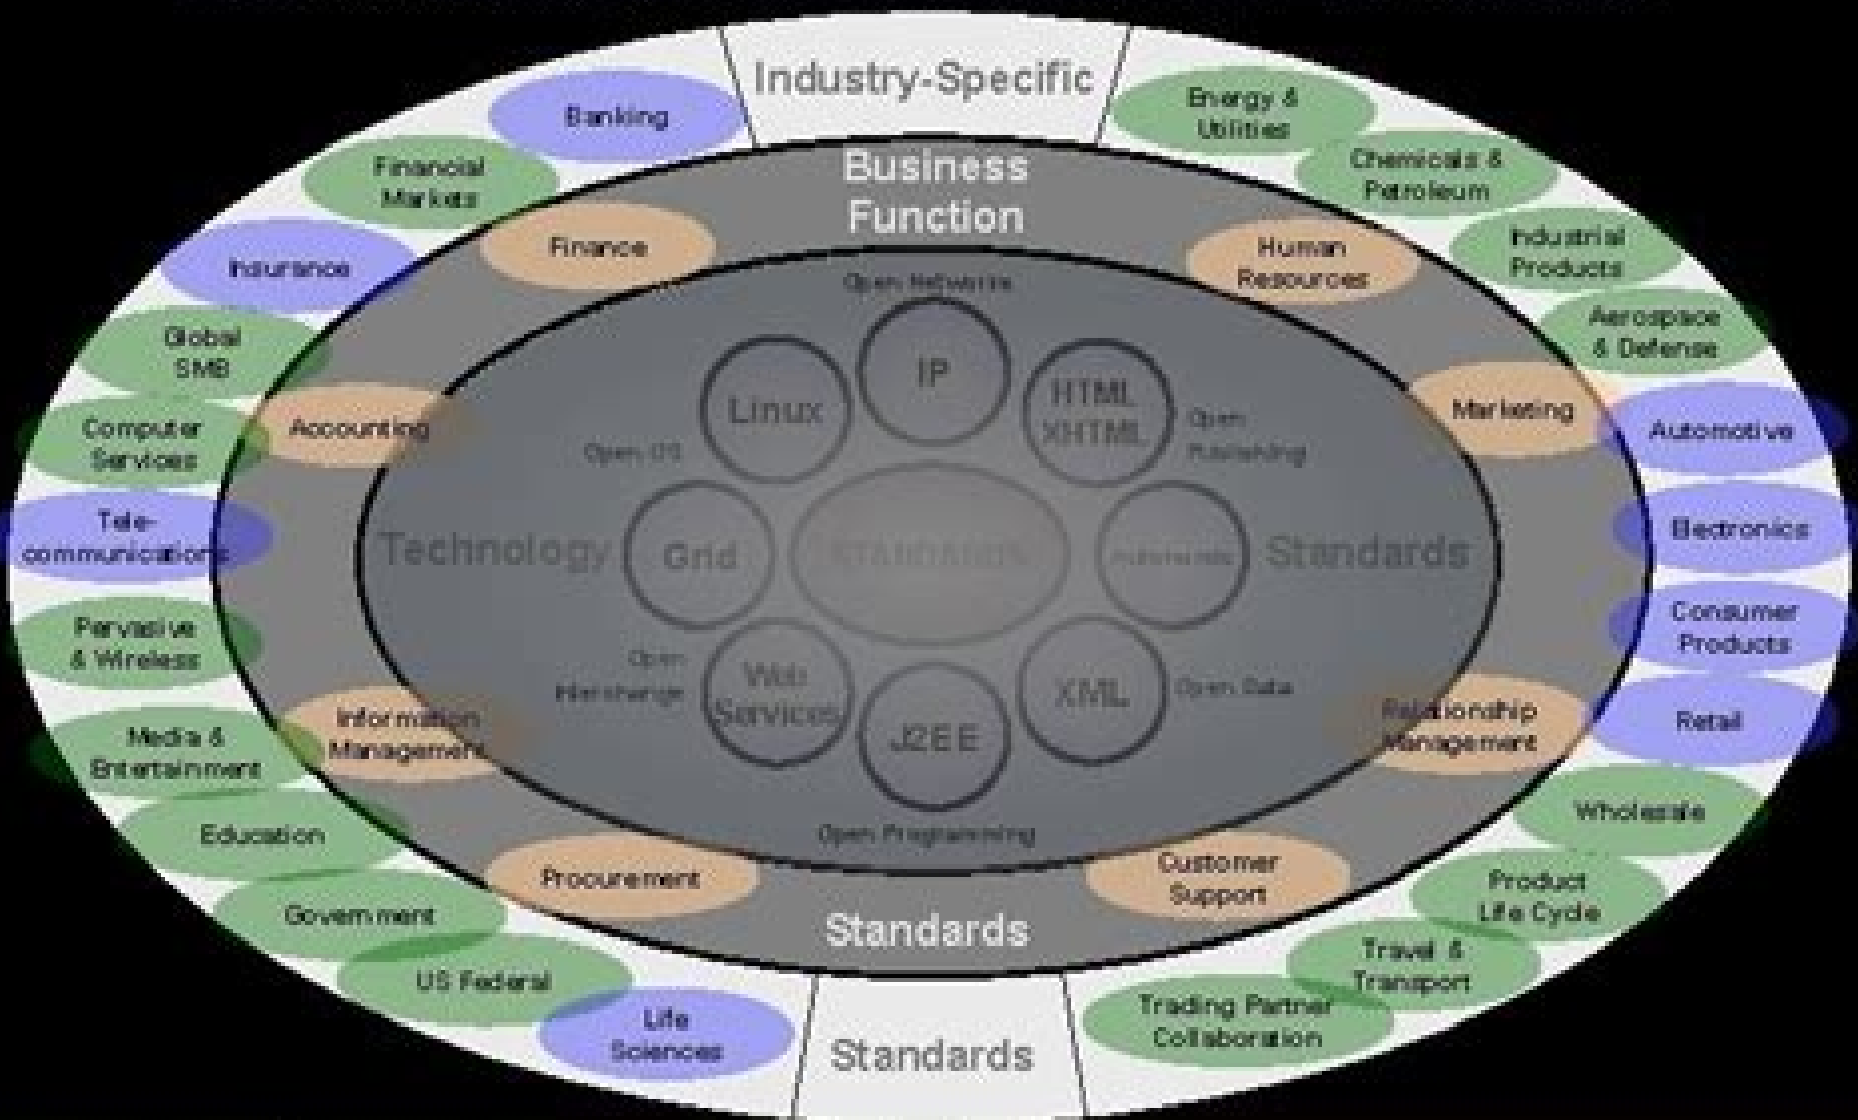 Industry-Specific
Banking
Energy &
Utilities
Financial
Markets
Chemicals &
Petroleum
Business
Function
Insurance
Finance
Human
Resources
Industrial
Products
Global
SMB
Open Networks
Aerospace
& Defense
IP
Linux
HTML
XHTML
Accounting
Marketing
Computer
Services
Open OS
Open
Publishing
Automotive
Tele-
communications
Technology
Grid
STANDARDS
Standards
Electronics
Pervasive
& Wireless
Open
Interchange
Web
Services
J2EE
XML
Open Data
Consumer
Products
Information
Management
Relationship
Management
Retail
Media &
Entertainment
Education
Open Programming
Wholesale
Procurement
Customer
Support
Product
Life Cycle
Government
Standards
Travel &
Transport
US Federal
Trading Partner
Collaboration
Life
Sciences
Standards